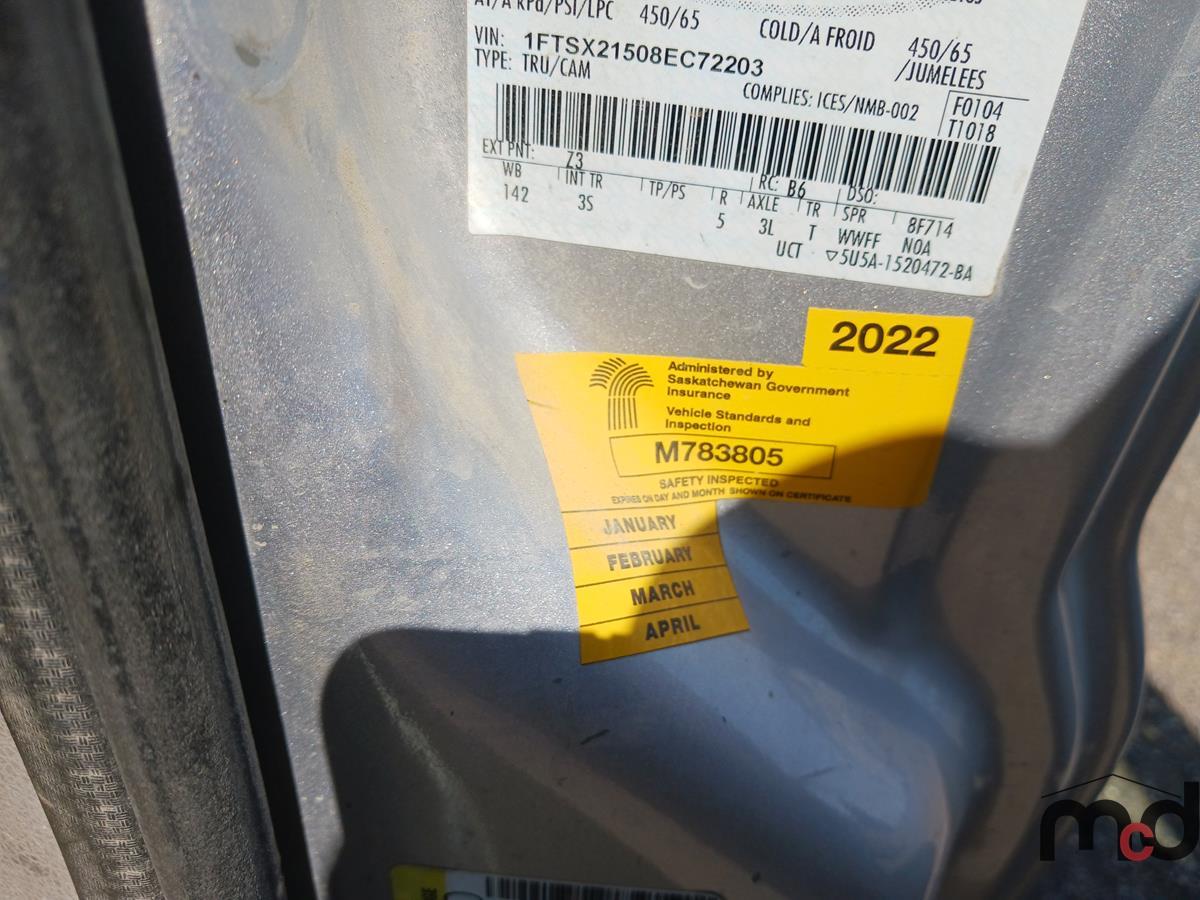 KPa/PSI/LPC 450/65 COLD/A FROID 450/65
VIN: 1FTSX21508EC72203 /JUMELEES
TYPE: TRU/CAM
COMPLIES: ICES/NMB-002 F0104
T1018
EXT PNT: Z3 RC: B6 DSO:
WB INT TR TP/PS R AXLE TR SPR 8F714
142 3S 5 3L T WWFF NOA
UCT ▽5U5A-1520472-BA
2022
Administered by
Saskatchewan Government
Insurance
Vehicle Standards and
Inspection
M783805
SAFETY INSPECTED
EXPIRES ON DAY AND MONTH SHOWN ON CERTIFICATE
JANUARY
FEBRUARY
MARCH
APRIL
mcd